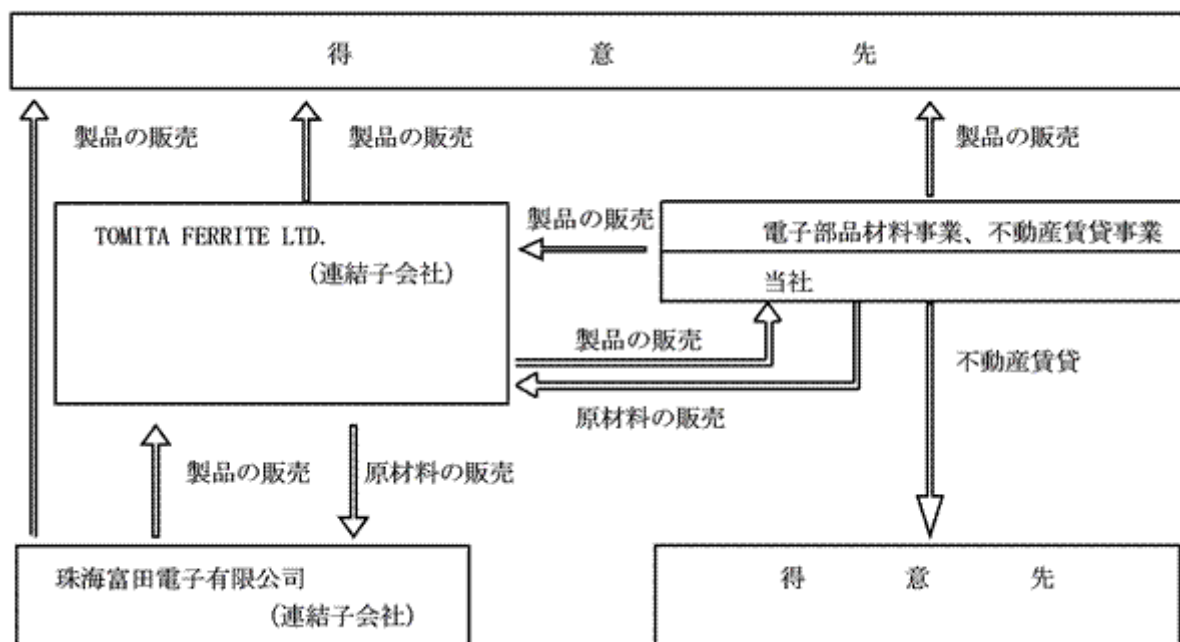 得意先
製品の販売
製品の販売
製品の販売
TOMITA FERRITE LTD.
(連結子会社)
製品の販売
電子部品材料事業、不動産賃貸事業
当社
製品の販売
原材料の販売
不動産賃貸
製品の販売
原材料の販売
珠海富田電子有限公司
(連結子会社)
得意先